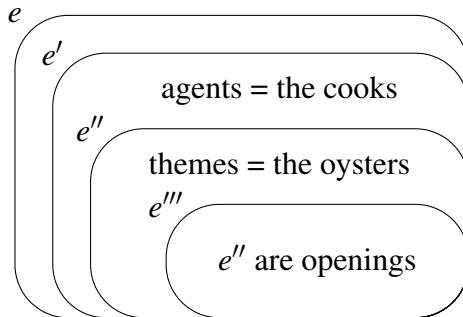 e
e′
agents = the cooks
e″
themes = the oysters
e‴
e″ are openings